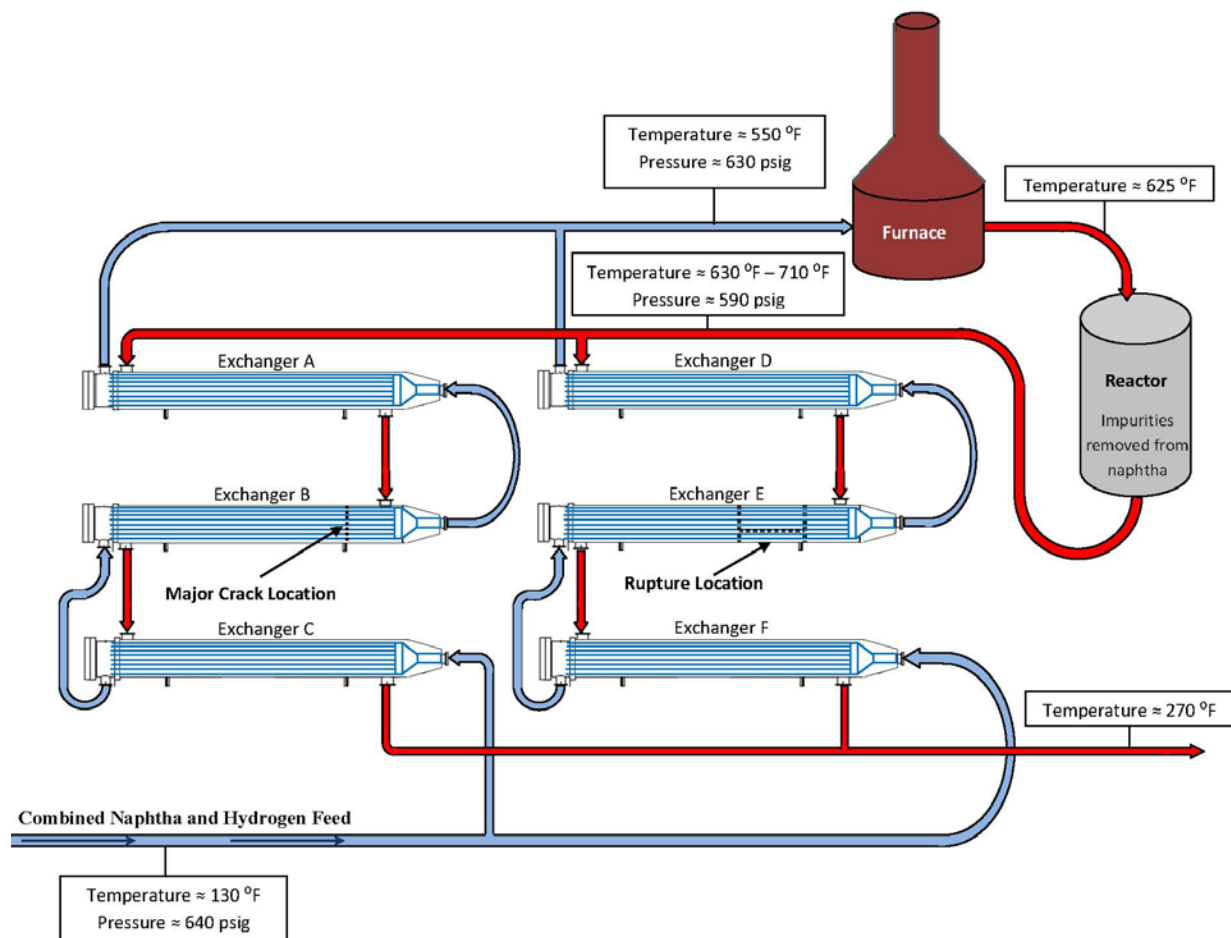 Temperature ≈ 550 °F
Pressure ≈ 630 psig
Temperature ≈ 625 °F
Furnace
Temperature ≈ 630 °F – 710 °F
Pressure ≈ 590 psig
Exchanger A
Exchanger D
Reactor
Impurities
removed from
naphtha
Exchanger B
Exchanger E
Major Crack Location
Rupture Location
Exchanger C
Exchanger F
Temperature ≈ 270 °F
Combined Naphtha and Hydrogen Feed
Temperature ≈ 130 °F
Pressure ≈ 640 psig